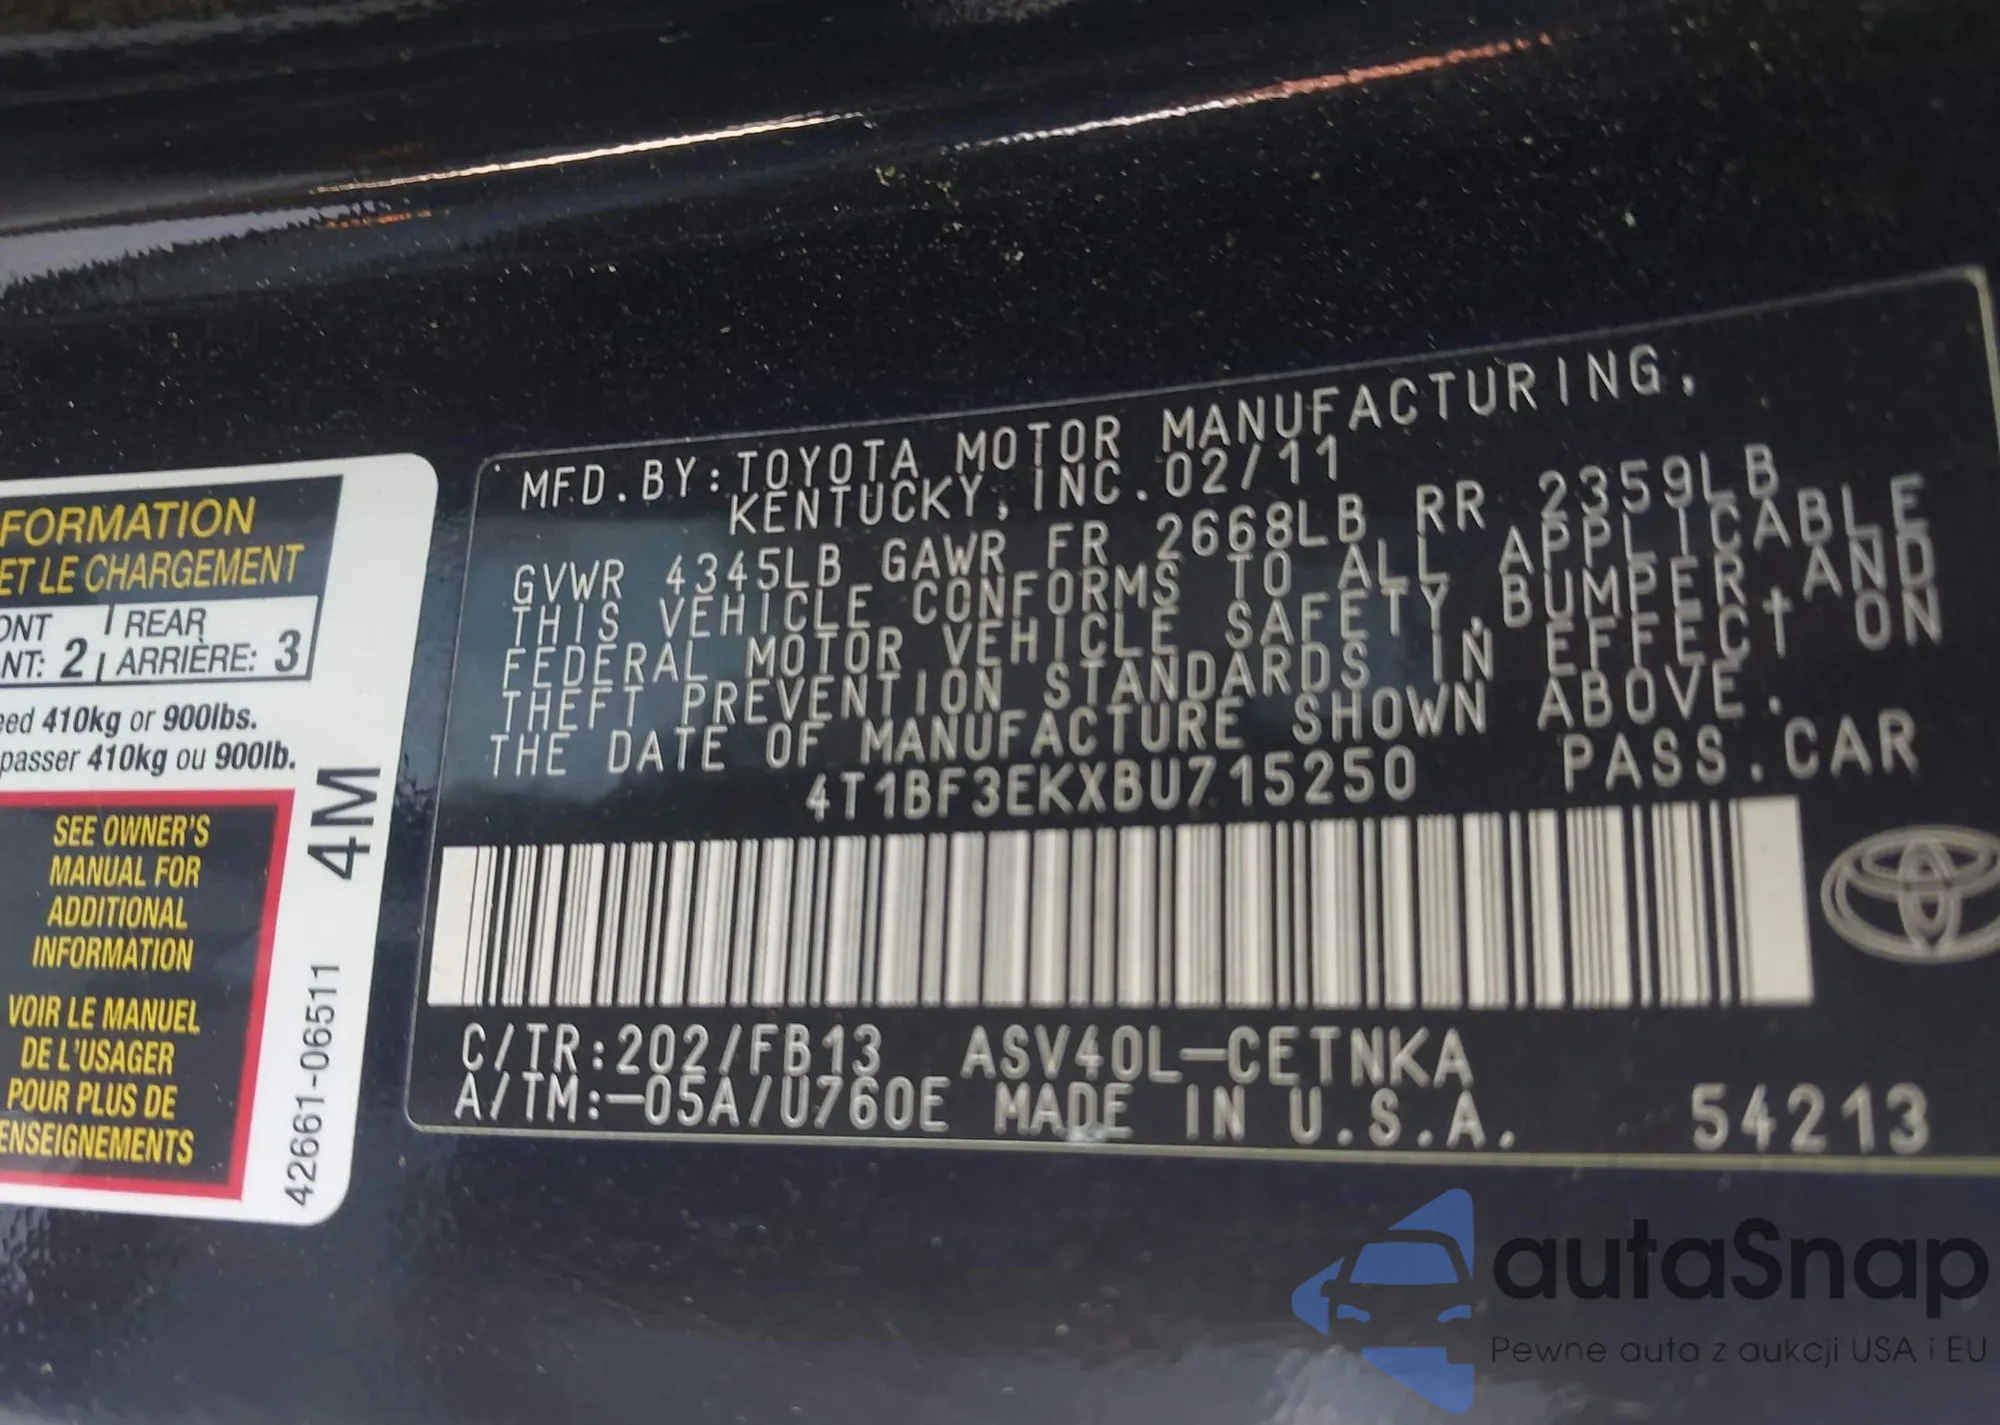 FORMATION
ET LE CHARGEMENT
ONT REAR
NT: 2 ARRIÈRE: 3
eed 410kg or 900lbs.
passer 410kg ou 900lb.
SEE OWNER'S
MANUAL FOR
ADDITIONAL
INFORMATION
VOIR LE MANUEL
DE L'USAGER
POUR PLUS DE
ENSEIGNEMENTS
4M
42661-06511
MFD.BY:TOYOTA MOTOR MANUFACTURING,
KENTUCKY, INC.02/11
GVWR 4345LB GAWR FR 2668LB RR 2359LB
THIS VEHICLE CONFORMS TO ALL APPLICABLE
FEDERAL MOTOR VEHICLE SAFETY,BUMPER,AND
THEFT PREVENTION STANDARDS IN EFFECT ON
THE DATE OF MANUFACTURE SHOWN ABOVE.
4T1BF3EKXBU715250 PASS.CAR
C/TR:202/FB13 ASV40L-CETNKA
A/TM:-05A/U760E MADE IN U.S.A. 54213
autaSnap
Pewne auta z aukcji USA i EU